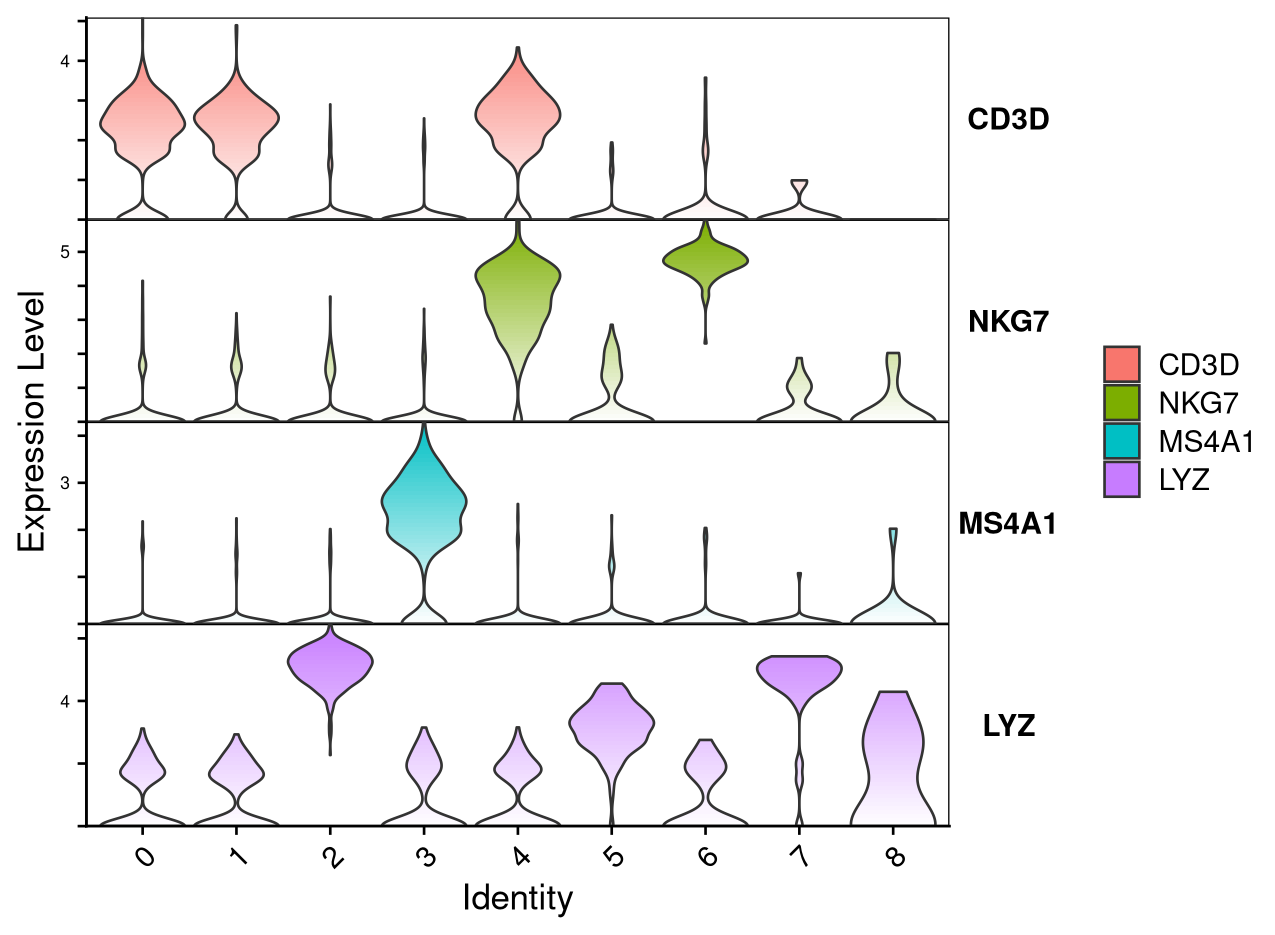 Expression Level
4
CD3D
5
NKG7
3
MS4A1
4
LYZ
0 1 2 3 4 5 6 7 8
Identity
CD3D
NKG7
MS4A1
LYZ